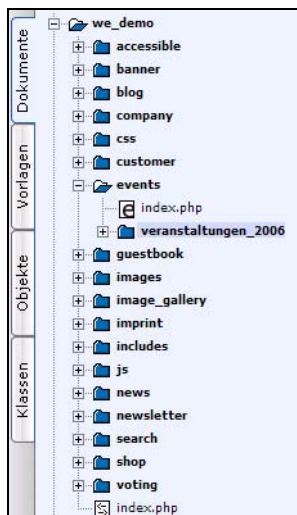 Dokumente
Vorlagen
Objekte
Klassen
we_demo
accessible
banner
blog
company
css
customer
events
index.php
veranstaltungen_2006
guestbook
images
image_gallery
imprint
includes
js
news
newsletter
search
shop
voting
index.php